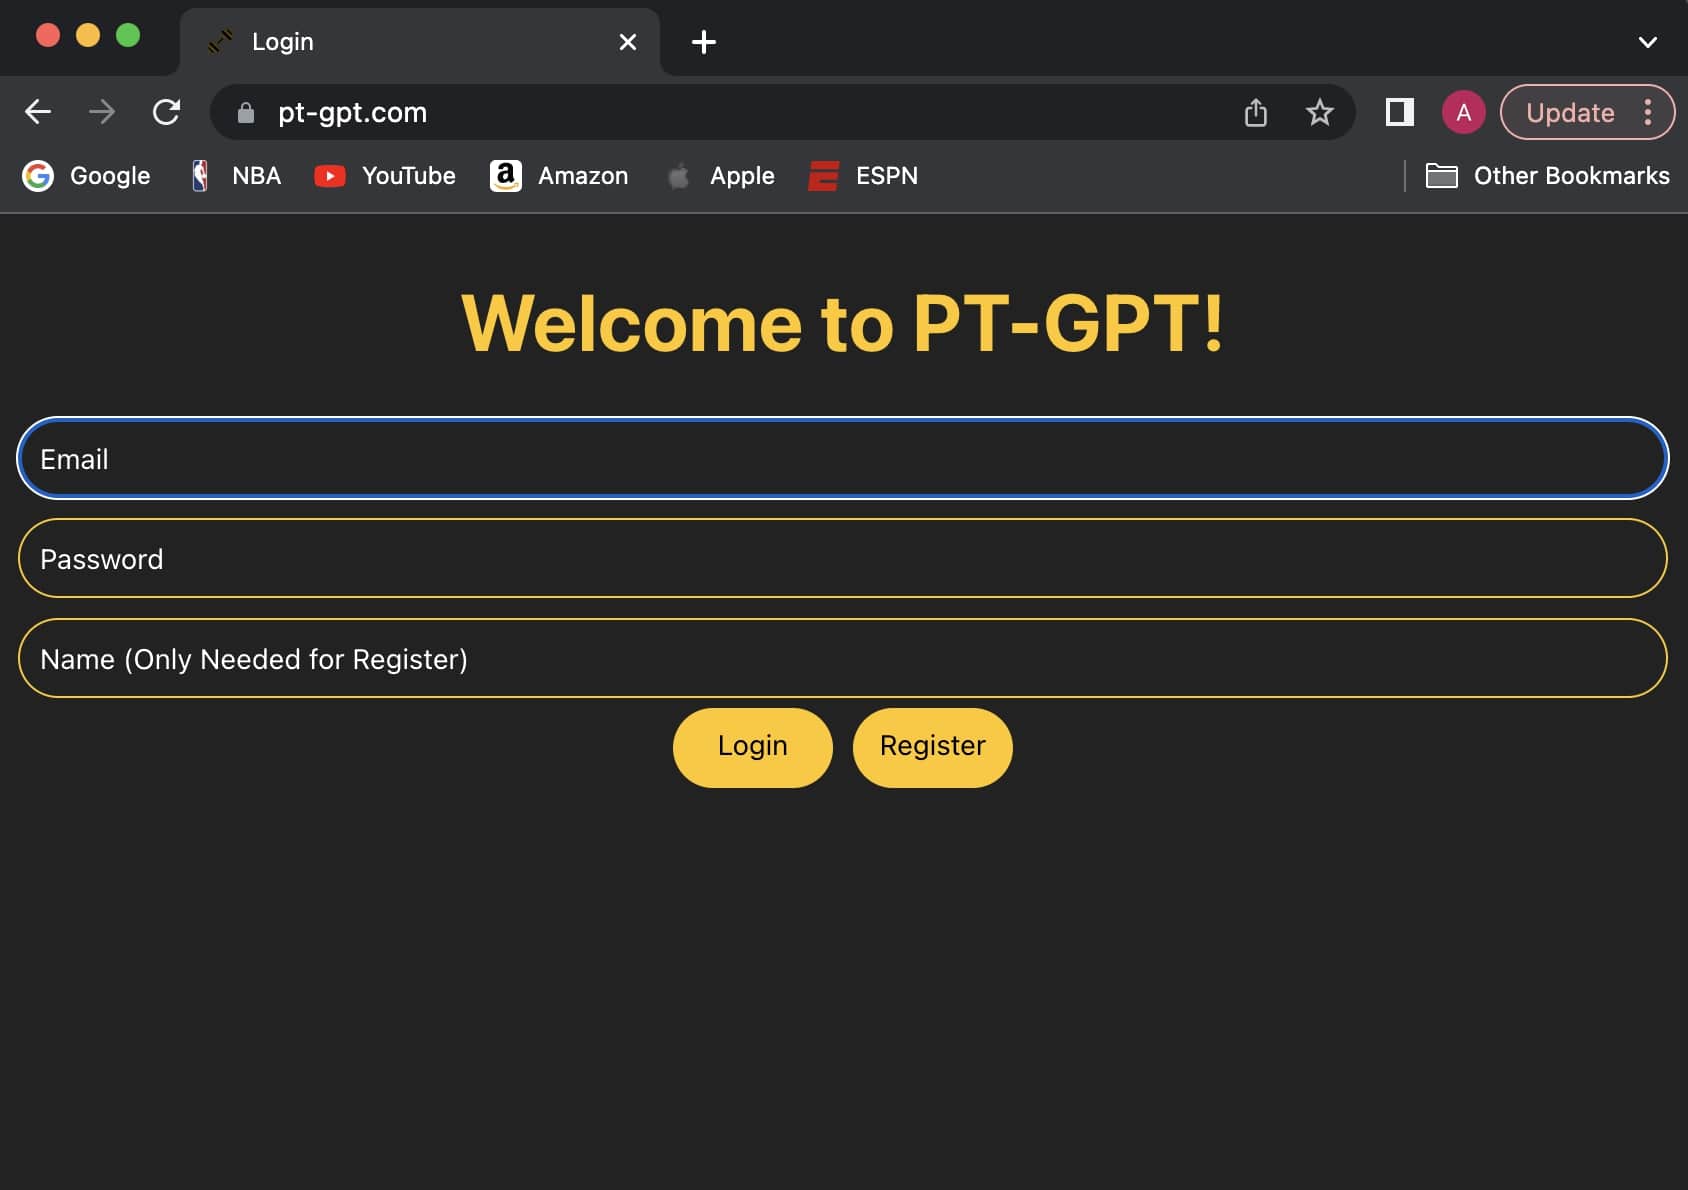 Login
pt-gpt.com
A
Update
Google
NBA
YouTube
a Amazon
Apple
ESPN
Other Bookmarks
Welcome to PT-GPT!
Email
Password
Name (Only Needed for Register)
Login
Register